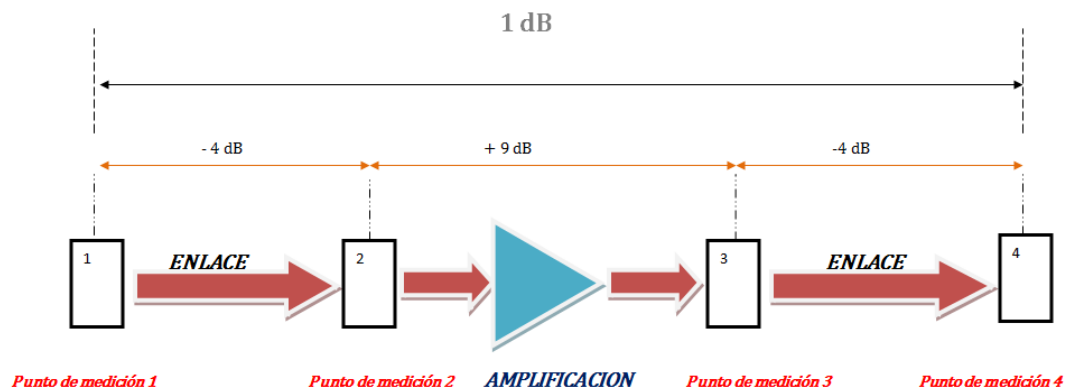 1 dB
- 4 dB
+ 9 dB
-4 dB
1
ENLACE
2
3
ENLACE
4
Punto de medición 1
Punto de medición 2
AMPLIFICACION
Punto de medición 3
Punto de medición 4